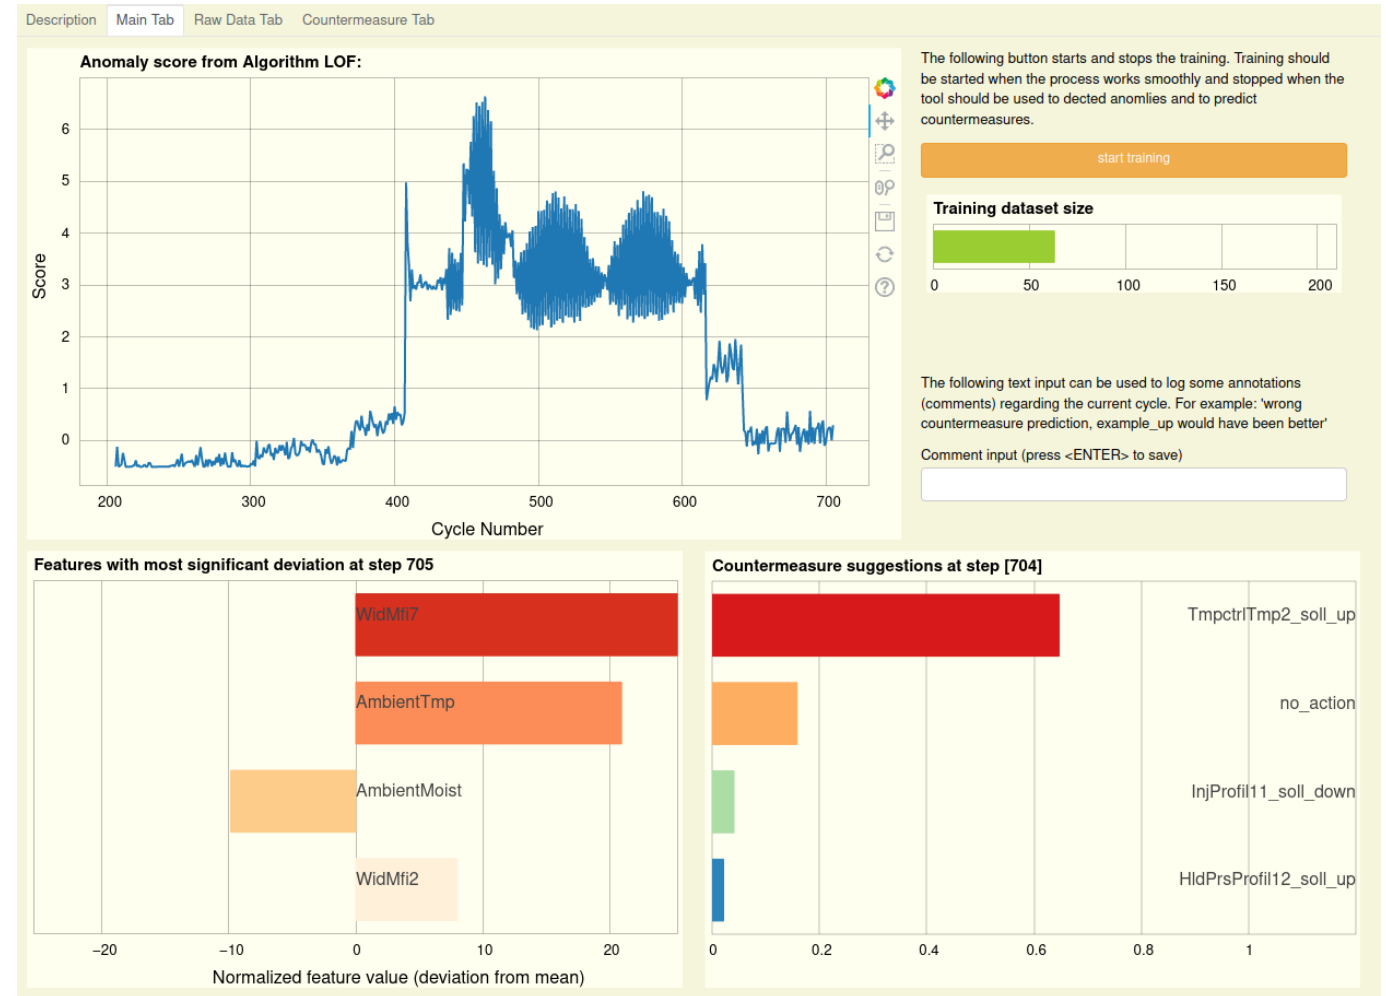 Description
Main Tab
Raw Data Tab
Countermeasure Tab
Anomaly score from Algorithm LOF:
6
5
4
3
2
1
0
Score
200
300
400
500
600
700
Cycle Number
The following button starts and stops the training. Training should
be started when the process works smoothly and stopped when the
tool should be used to dected anomlies and to predict
countermeasures.
start training
Training dataset size
0
50
100
150
200
The following text input can be used to log some annotations
(comments) regarding the current cycle. For example: 'wrong
countermeasure prediction, example_up would have been better'
Comment input (press <ENTER> to save)
Features with most significant deviation at step 705
WidMfi7
AmbientTmp
AmbientMoist
WidMfi2
−20
−10
0
10
20
Normalized feature value (deviation from mean)
Countermeasure suggestions at step [704]
TmpctrlTmp2_soll_up
no_action
InjProfil11_soll_down
HldPrsProfil12_soll_up
0
0.2
0.4
0.6
0.8
1